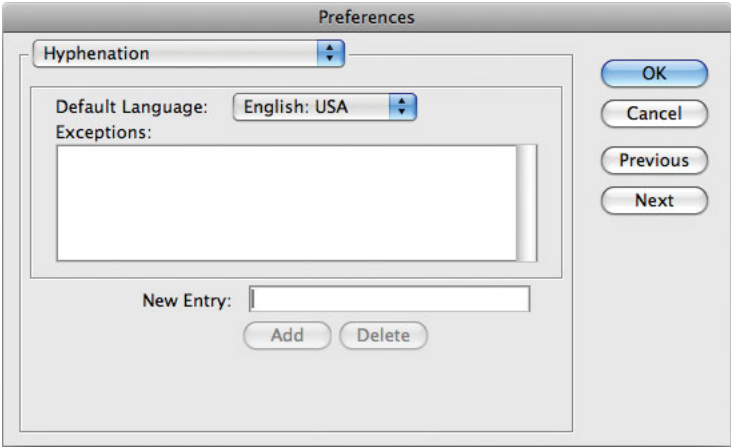 Preferences
Hyphenation
Default Language: English: USA
Exceptions:
New Entry:
Add Delete
OK
Cancel
Previous
Next